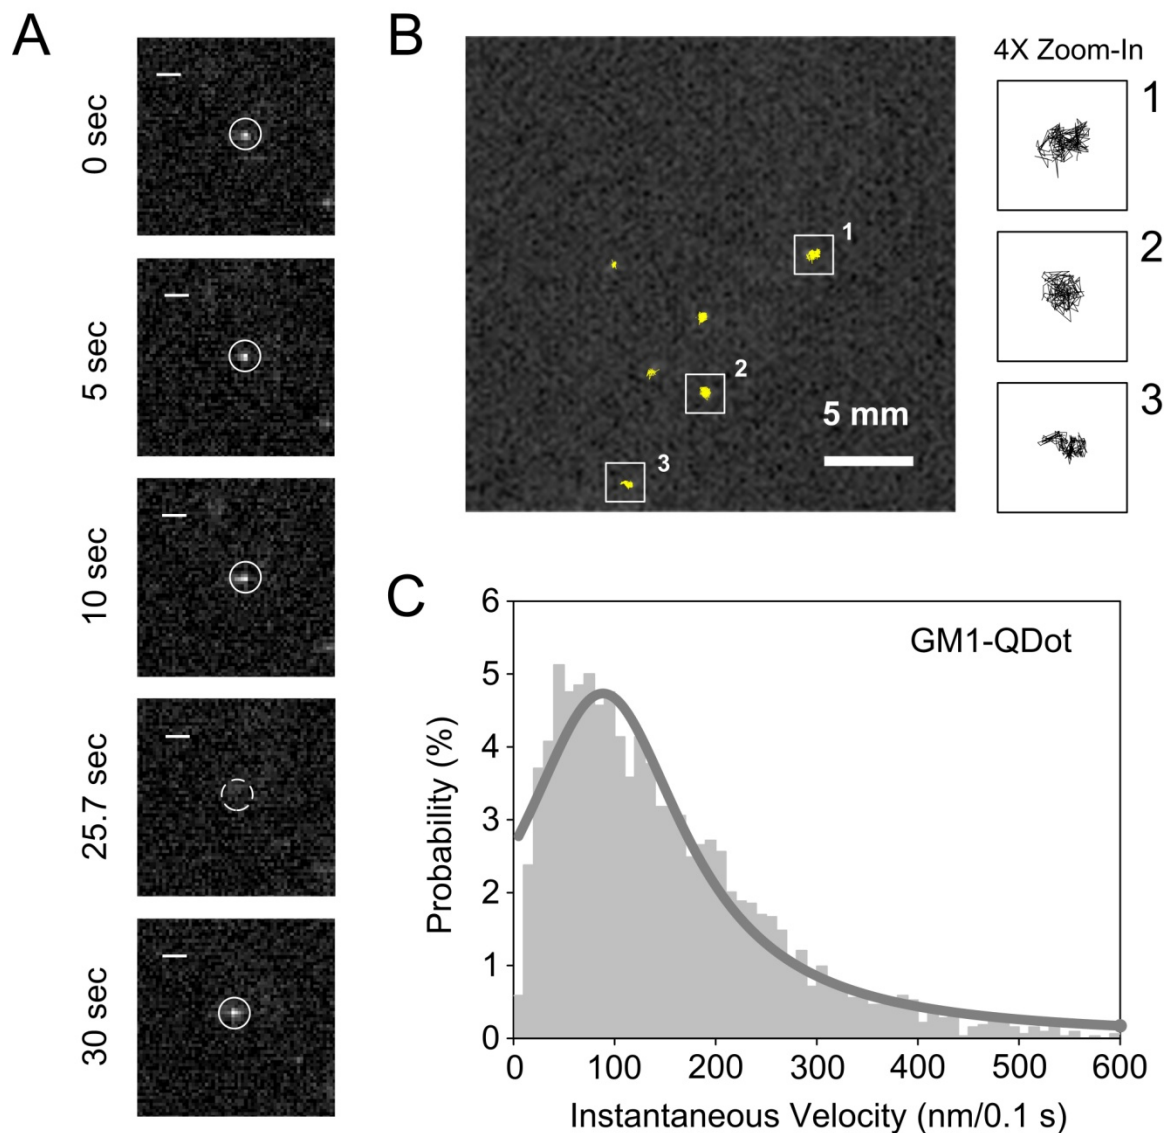 A
0 sec
5 sec
10 sec
25.7 sec
30 sec
B
1
2
3
5 mm
4X Zoom-In
1
2
3
C
GM1-QDot
Probability (%)
6
5
4
3
2
1
0
0 100 200 300 400 500 600
Instantaneous Velocity (nm/0.1 s)